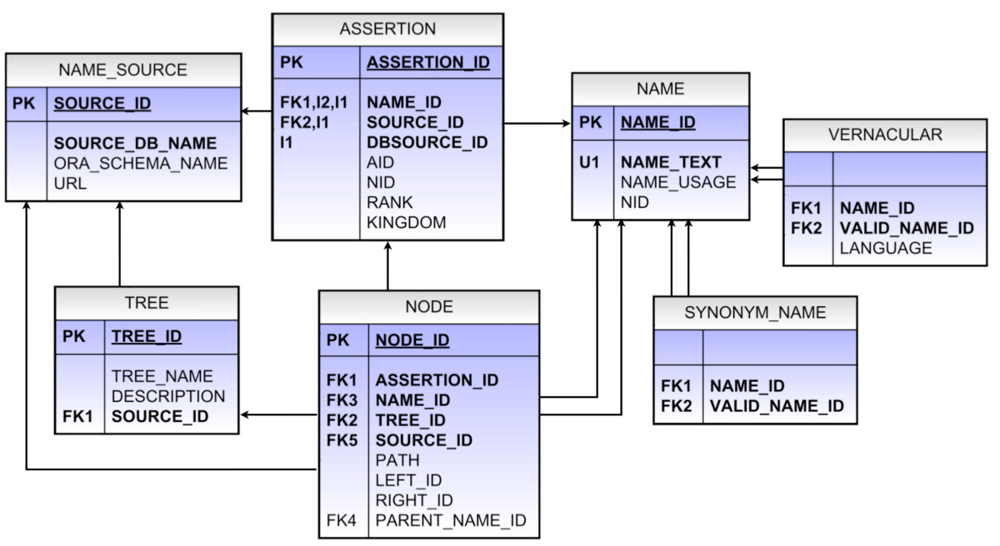 NAME_SOURCE
PK SOURCE_ID
SOURCE_DB_NAME
ORA_SCHEMA_NAME
URL
ASSERTION
PK ASSERTION_ID
FK1,I2,I1 NAME_ID
FK2,I1 SOURCE_ID
I1 DBSOURCE_ID
AID
NID
RANK
KINGDOM
NAME
PK NAME_ID
U1 NAME_TEXT
NAME_USAGE
NID
VERNACULAR
FK1 NAME_ID
FK2 VALID_NAME_ID
LANGUAGE
TREE
PK TREE_ID
TREE_NAME
DESCRIPTION
FK1 SOURCE_ID
NODE
PK NODE_ID
FK1 ASSERTION_ID
FK3 NAME_ID
FK2 TREE_ID
FK5 SOURCE_ID
PATH
LEFT_ID
RIGHT_ID
FK4 PARENT_NAME_ID
SYNONYM_NAME
FK1 NAME_ID
FK2 VALID_NAME_ID